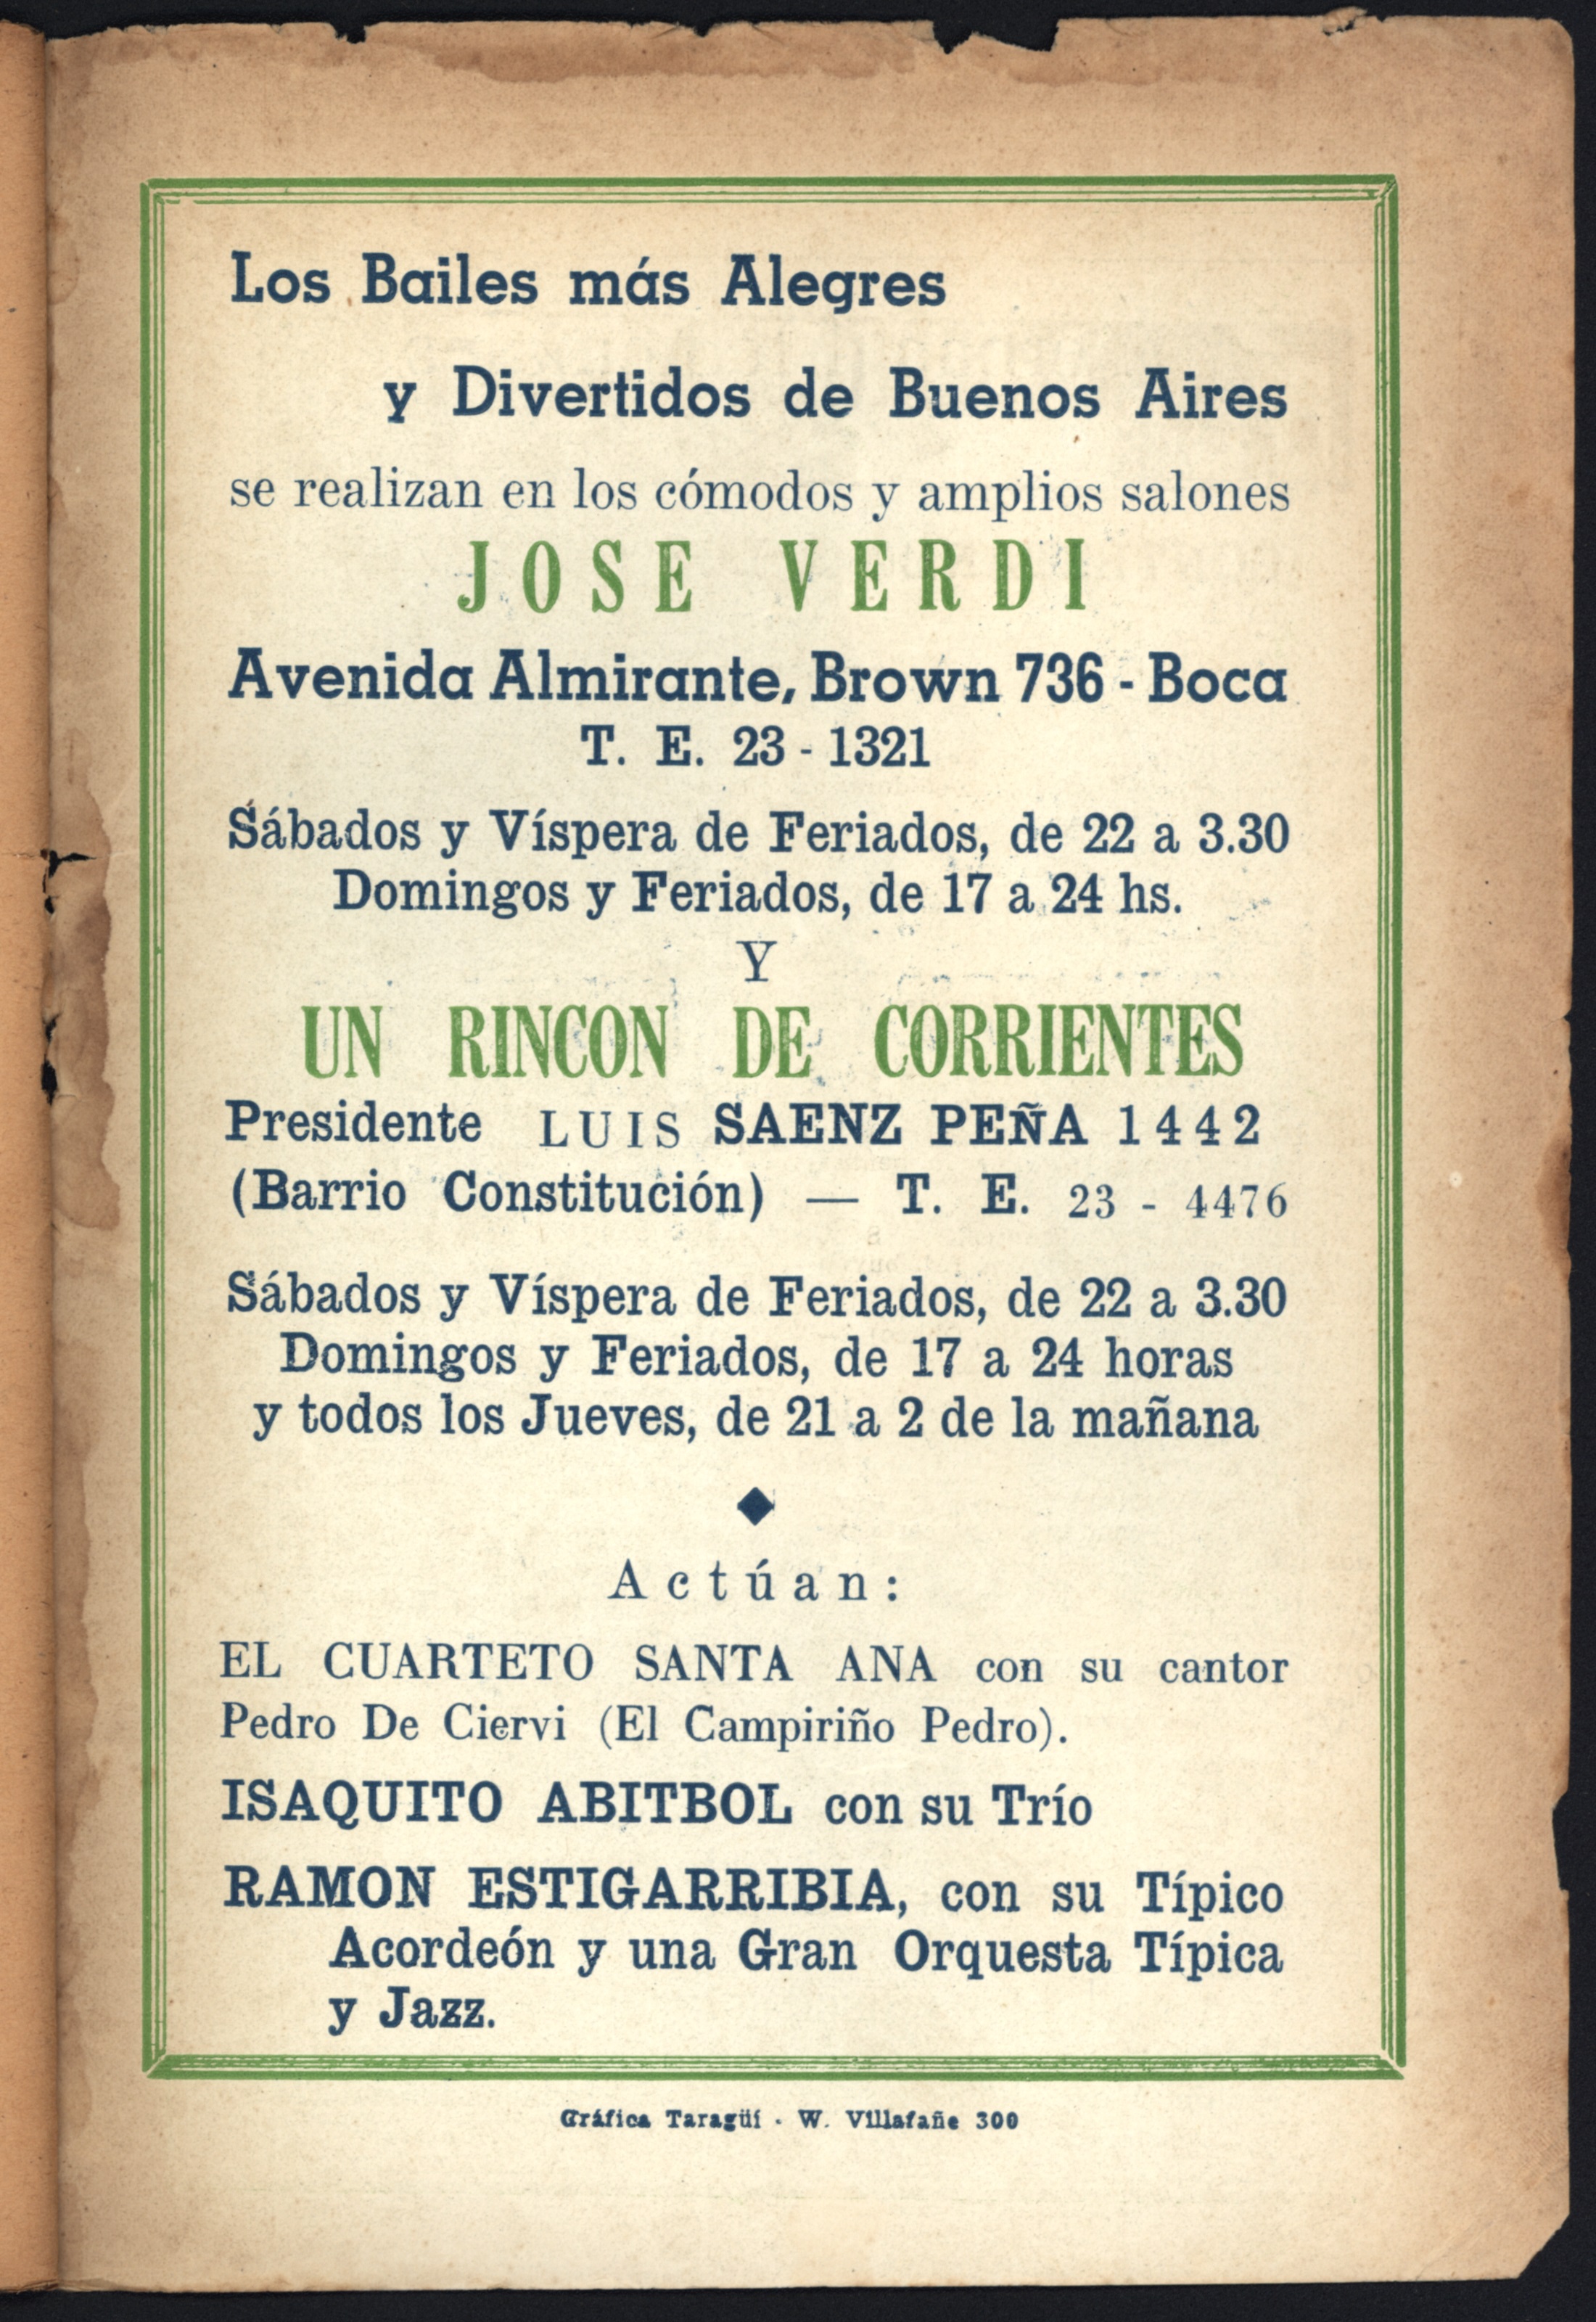 Los Bailes más Alegres
y Divertidos de Buenos Aires
se realizan en los cómodos y amplios salones
JOSE VERDI
Avenida Almirante, Brown 736 - Boca
T. E. 23 - 1321
Sábados y Víspera de Feriados, de 22 a 3.30
Domingos y Feriados, de 17 a 24 hs.
Y
UN RINCON DE CORRIENTES
Presidente LUIS SAENZ PEÑA 1442
(Barrio Constitución) — T. E. 23 - 4476
Sábados y Víspera de Feriados, de 22 a 3.30
Domingos y Feriados, de 17 a 24 horas
y todos los Jueves, de 21 a 2 de la mañana
Actúan:
EL CUARTETO SANTA ANA con su cantor
Pedro De Ciervi (El Campiriño Pedro).
ISAQUITO ABITBOL con su Trío
RAMON ESTIGARRIBIA, con su Típico
Acordeón y una Gran Orquesta Típica
y Jazz.
Gráfica Taragüí - W. Villafañe 300